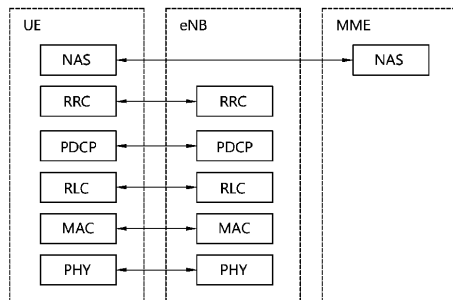 UE eNB MME
NAS NAS
RRC RRC
PDCP PDCP
RLC RLC
MAC MAC
PHY PHY